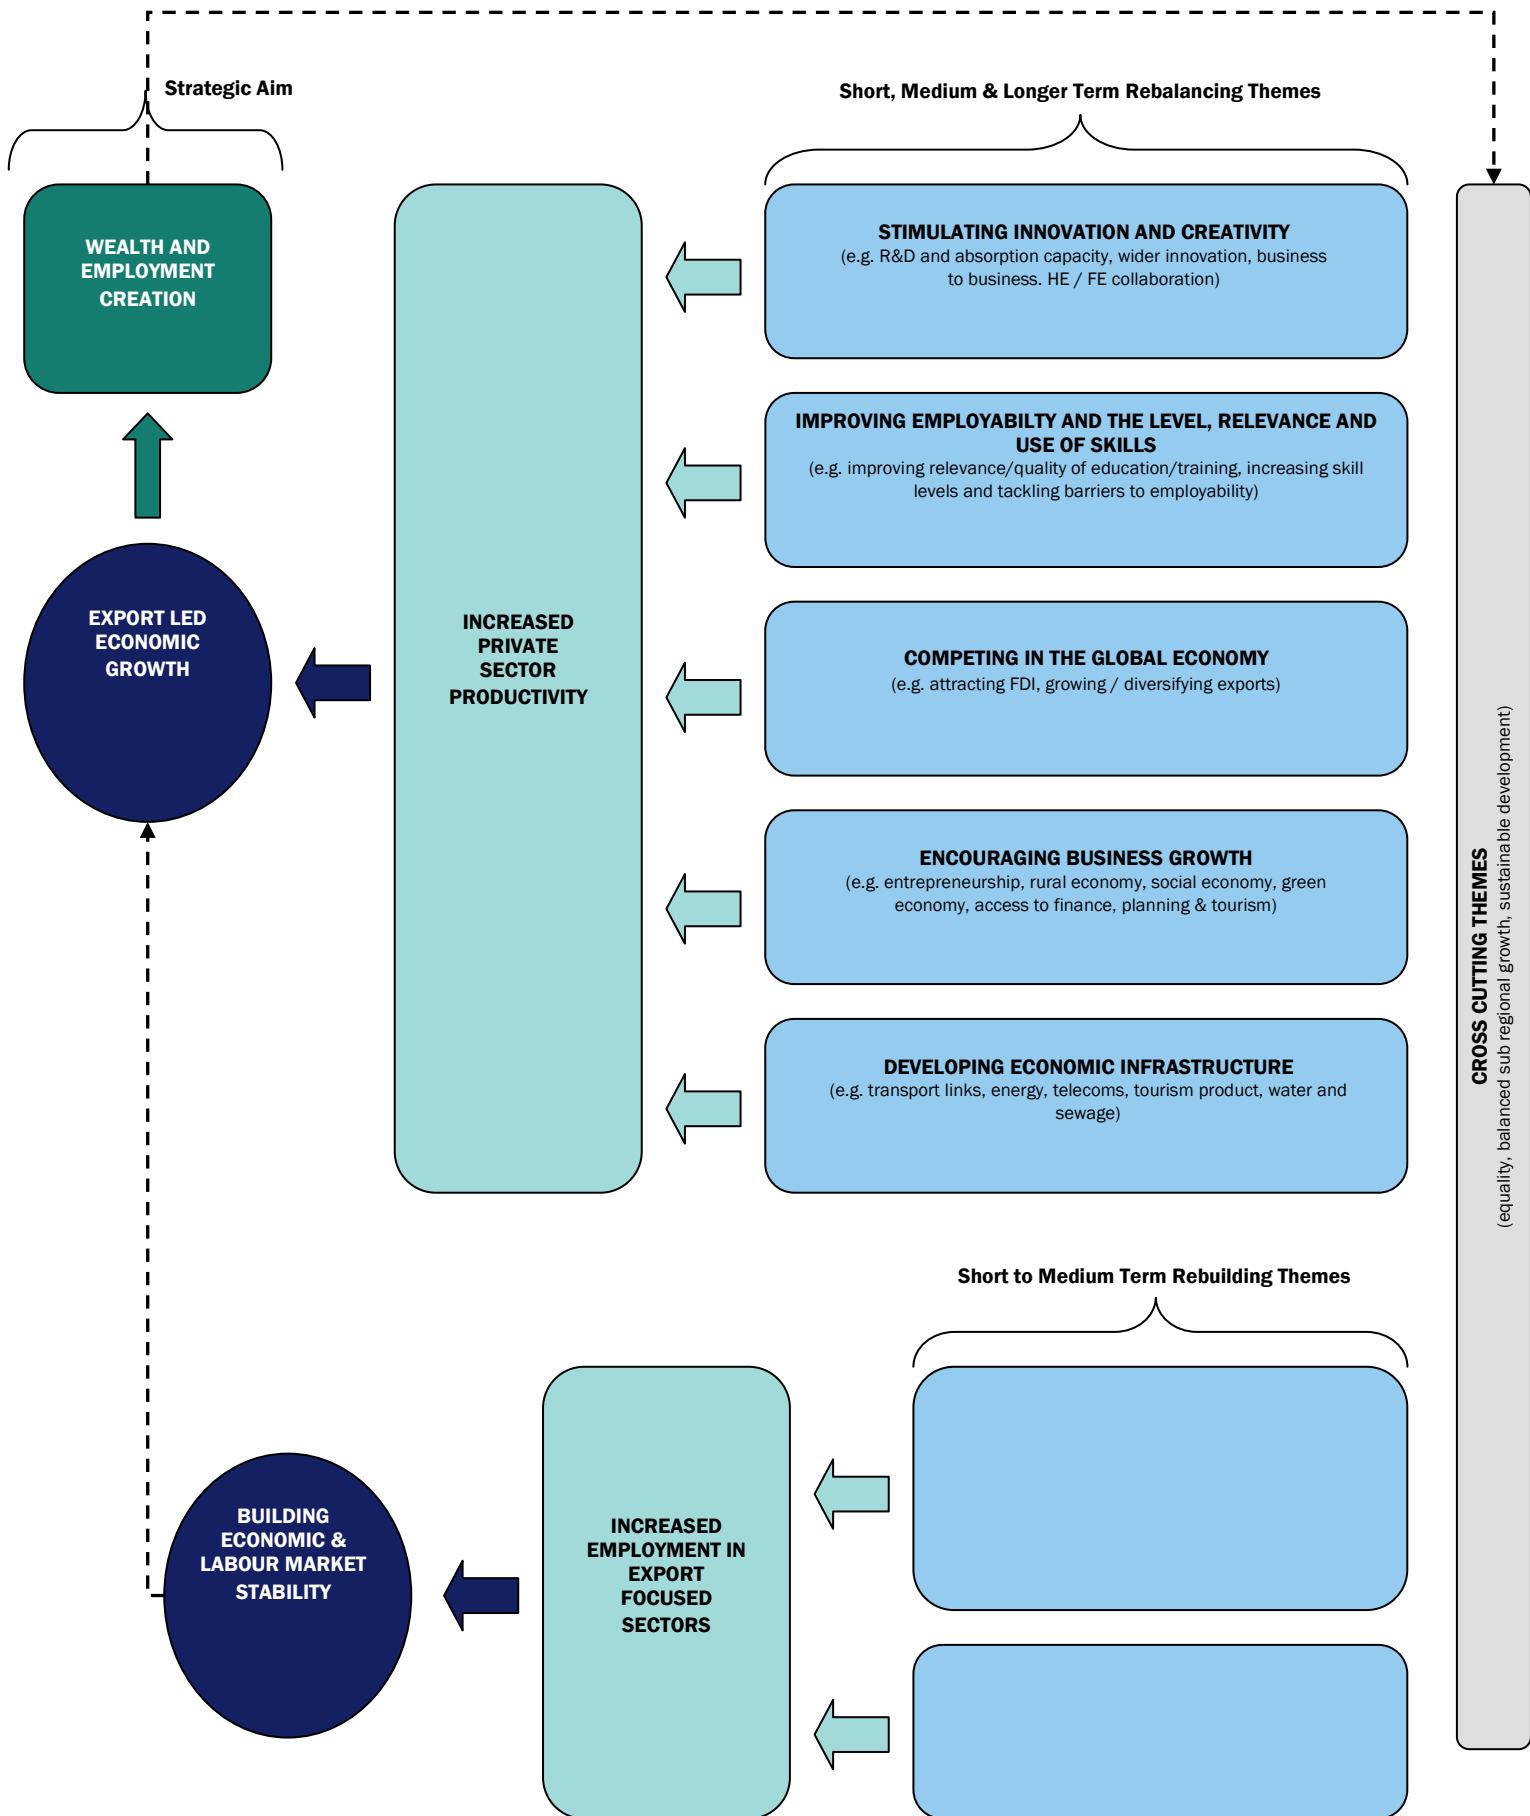 Strategic Aim
Short, Medium & Longer Term Rebalancing Themes
WEALTH AND
EMPLOYMENT
CREATION
STIMULATING INNOVATION AND CREATIVITY
(e.g. R&D and absorption capacity, wider innovation, business
to business. HE / FE collaboration)
IMPROVING EMPLOYABILTY AND THE LEVEL, RELEVANCE AND
USE OF SKILLS
(e.g. improving relevance/quality of education/training, increasing skill
levels and tackling barriers to employability)
EXPORT LED
ECONOMIC
GROWTH
INCREASED
PRIVATE
SECTOR
PRODUCTIVITY
COMPETING IN THE GLOBAL ECONOMY
(e.g. attracting FDI, growing / diversifying exports)
ENCOURAGING BUSINESS GROWTH
(e.g. entrepreneurship, rural economy, social economy, green
economy, access to finance, planning & tourism)
DEVELOPING ECONOMIC INFRASTRUCTURE
(e.g. transport links, energy, telecoms, tourism product, water and
sewage)
CROSS CUTTING THEMES
(equality, balanced sub regional growth, sustainable development)
Short to Medium Term Rebuilding Themes
BUILDING
ECONOMIC &
LABOUR MARKET
STABILITY
INCREASED
EMPLOYMENT IN
EXPORT
FOCUSED
SECTORS